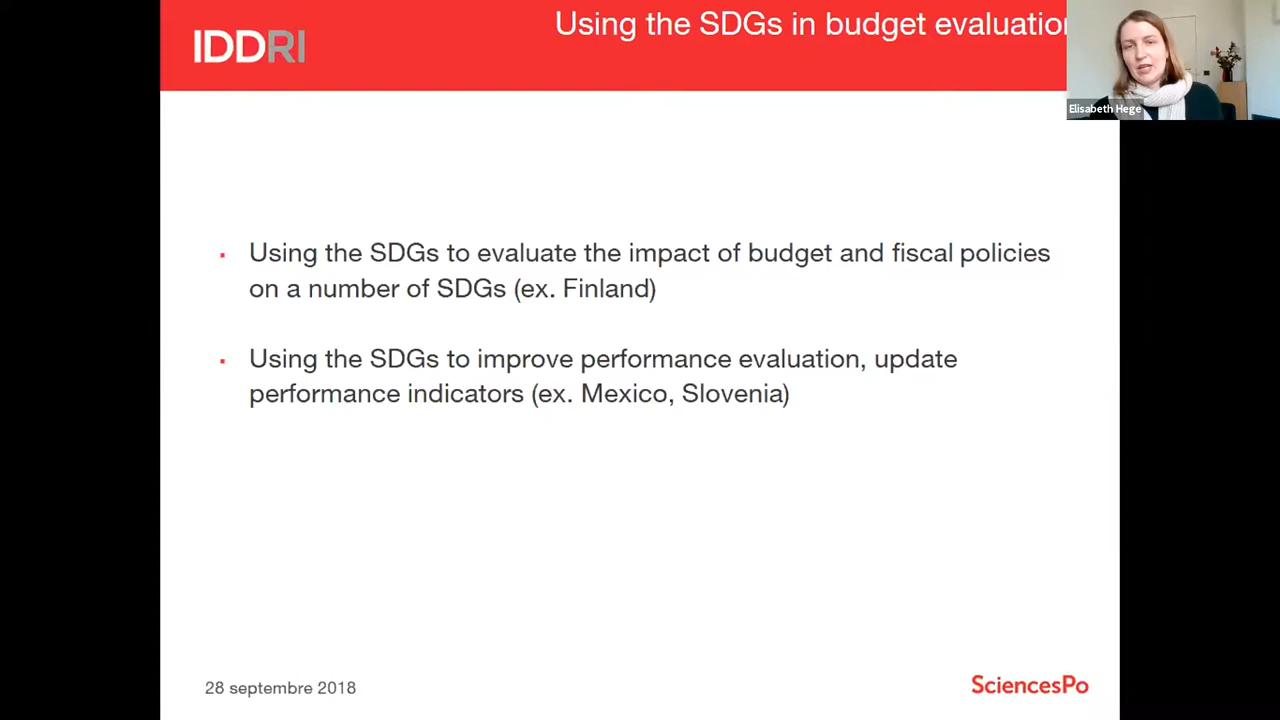 IDDRI
Using the SDGs in budget evaluatio
Elisabeth Hege
▪ Using the SDGs to evaluate the impact of budget and fiscal policies
on a number of SDGs (ex. Finland)
▪ Using the SDGs to improve performance evaluation, update
performance indicators (ex. Mexico, Slovenia)
28 septembre 2018
SciencesPo